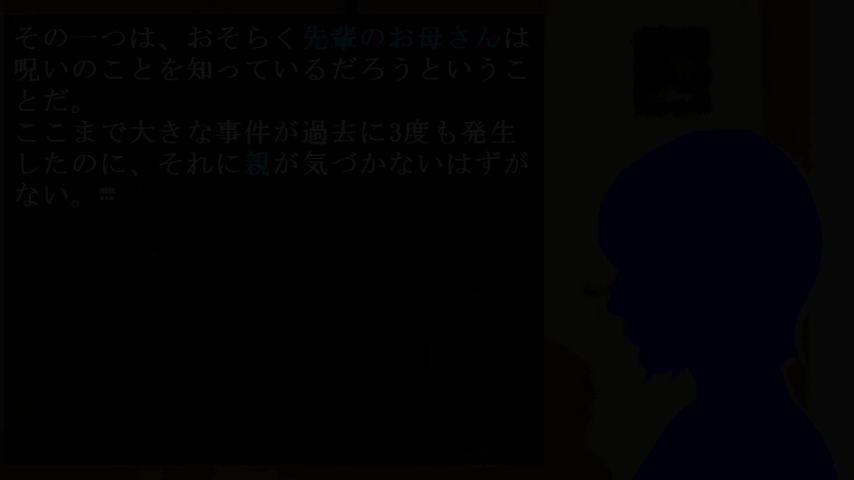 その一つは、おそらく先輩のお母さんは
呪いのことを知っているだろうというこ
とだ。
ここまで大きな事件が過去に3度も発生
したのに、それに親が気づかないはずが
ない。